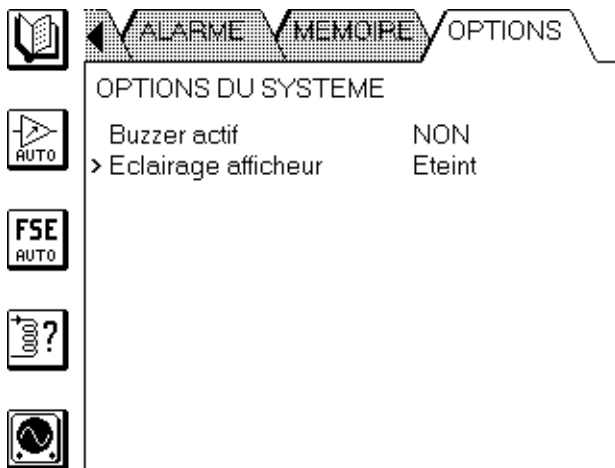 ALARME MEMOIRE OPTIONS
OPTIONS DU SYSTEME
Buzzer actif NON
> Eclairage afficheur Eteint
AUTO
FSE
AUTO
?